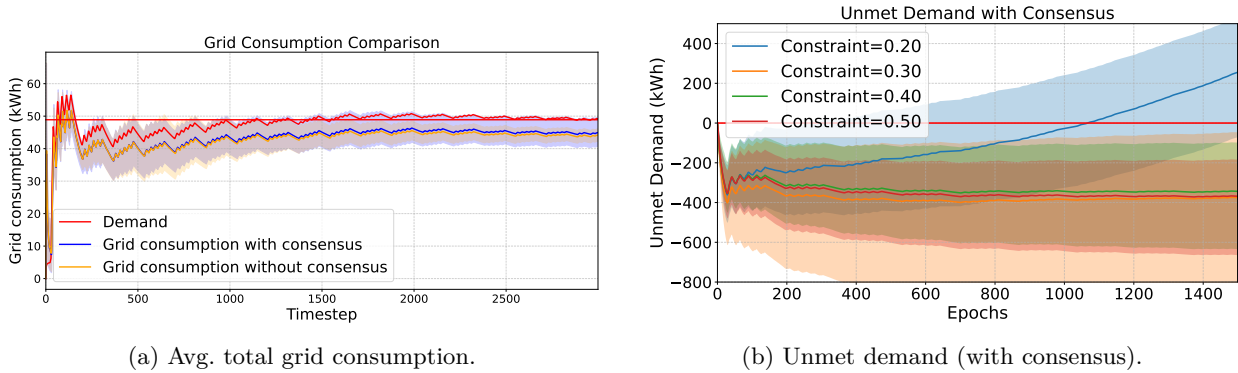 Grid Consumption Comparison
Grid consumption (kWh)
60
50
40
30
20
10
0
Demand
Grid consumption with consensus
Grid consumption without consensus
0
500
1000
1500
2000
2500
Timestep
(a) Avg. total grid consumption.
Unmet Demand with Consensus
Unmet Demand (kWh)
400
200
0
−200
−400
−600
−800
Constraint=0.20
Constraint=0.30
Constraint=0.40
Constraint=0.50
0
200
400
600
800
1000
1200
1400
Epochs
(b) Unmet demand (with consensus).